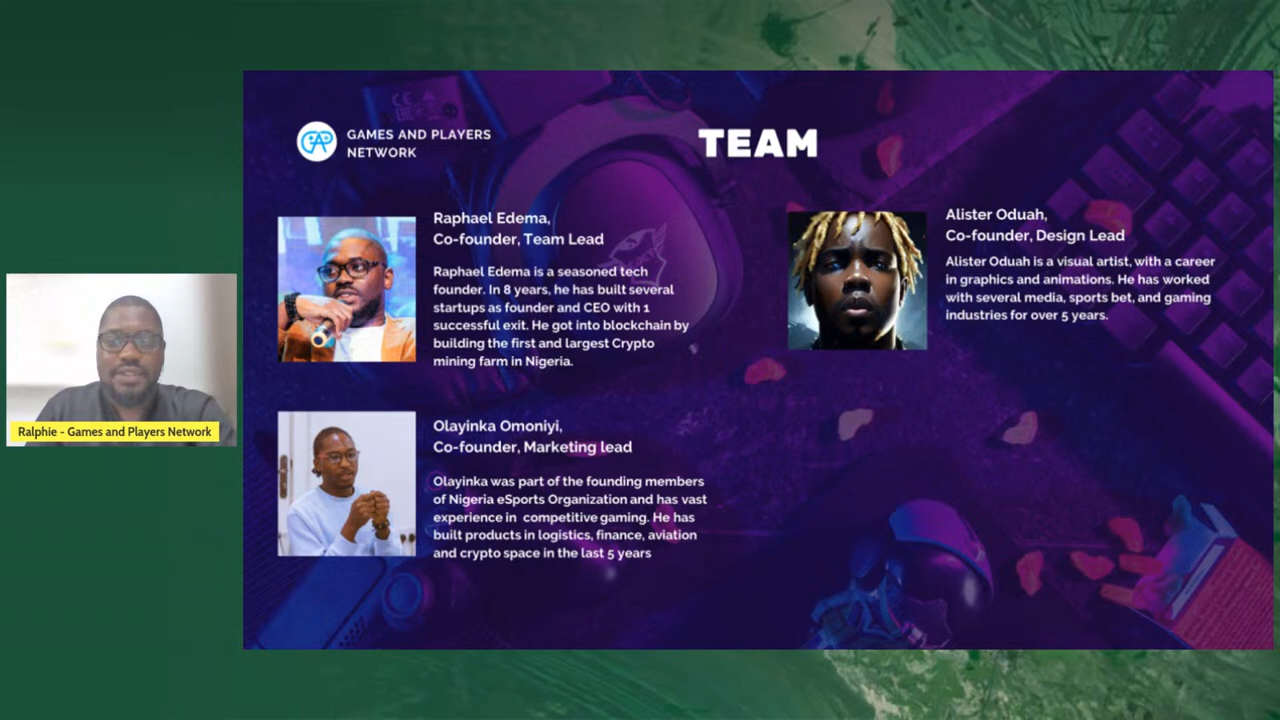 GAMES AND PLAYERS
NETWORK
TEAM
Raphael Edema,
Co-founder, Team Lead
Raphael Edema is a seasoned tech
founder. In 8 years, he has built several
startups as founder and CEO with 1
successful exit. He got into blockchain by
building the first and largest Crypto
mining farm in Nigeria.
Alister Oduah,
Co-founder, Design Lead
Alister Oduah is a visual artist, with a career
in graphics and animations. He has worked
with several media, sports bet, and gaming
industries for over 5 years.
Olayinka Omoniyi,
Co-founder, Marketing lead
Olayinka was part of the founding members
of Nigeria eSports Organization and has vast
experience in competitive gaming. He has
built products in logistics, finance, aviation
and crypto space in the last 5 years
Ralphie - Games and Players Network